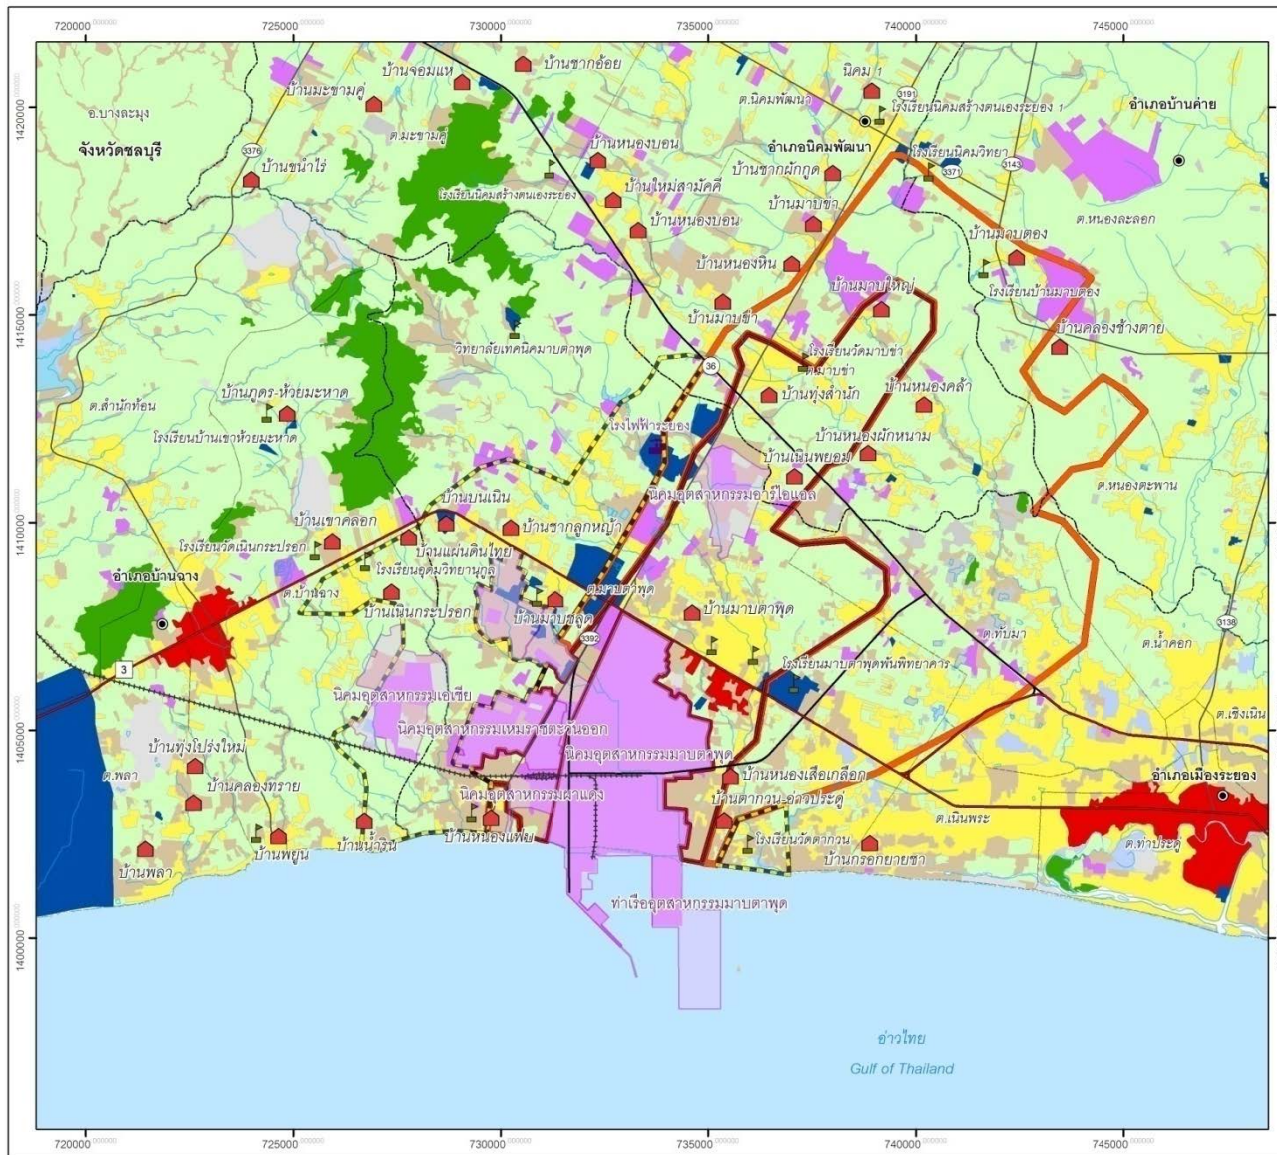 720000 725000 730000 735000 740000 745000
1420000
1415000
1410000
1405000
1400000
บ้านจอมแห
บ้านชากอ้อย
นิคม 1
บ้านมะขามคู่
ต.นิคมพัฒนา
3191
โรงเรียนนิคมสร้างตนเองระยอง 1
อำเภอบ้านค่าย
อ.บางละมุง
ต.มะขามคู่
จังหวัดชลบุรี
3376
บ้านขนำไร่
บ้านหนองบอน
อำเภอนิคมพัฒนา
โรงเรียนนิคมวิทยา
3143
3371
บ้านชากผักกูด
โรงเรียนนิคมสร้างตนเองระยอง
บ้านใหม่สามัคคี
บ้านหนองบอน
บ้านมาบข่า
ต.หนองละลอก
บ้านมาบตอง
บ้านหนองหิน
บ้านมาบใหญ่
โรงเรียนบ้านมาบตอง
บ้านมาบข่า
บ้านคลองช้างตาย
วิทยาลัยเทคนิคมาบตาพุด
โรงเรียนวัดมาบข่า
36
ต.มาบข่า
บ้านภูดร-ห้วยมะหาด
บ้านทุ่งสำนัก
บ้านหนองคล้า
ต.สำนักท้อน
โรงเรียนบ้านเขาห้วยมะหาด
โรงไฟฟ้าระยอง
บ้านหนองผักหนาม
บ้านเนินพยอม
นิคมอุตสาหกรรมอาร์ไอแอล
ต.หนองตะพาน
บ้านบนเนิน
บ้านเขาคลอก
บ้านชากลูกหญ้า
โรงเรียนวัดเนินกระปรอก
บ้านแผ่นดินไทย
โรงเรียนอุดมวิทยานุกูล
อำเภอบ้านฉาง
ต.บ้านฉาง
บ้านเนินกระปรอก
ต.มาบตาพุด
บ้านมาบชลูด
บ้านมาบตาพุด
3392
ต.ทับมา
3138
ต.น้ำคอก
3
โรงเรียนมาบตาพุดพันพิทยาคาร
นิคมอุตสาหกรรมเอเชีย
นิคมอุตสาหกรรมเหมราชตะวันออก
ต.เชิงเนิน
บ้านทุ่งโปร่งใหม่
นิคมอุตสาหกรรมมาบตาพุด
ต.พลา
บ้านคลองทราย
บ้านหนองเสือเกลือก
อำเภอเมืองระยอง
นิคมอุตสาหกรรมผาแดง
บ้านตากวน-อ่าวประดู่
ต.เนินพระ
บ้านหนองแฟบ
โรงเรียนวัดตากวน
ต.ท่าประดู่
บ้านพลา
บ้านพยูน
บ้านน้ำริน
บ้านกรอกยายชา
ท่าเรืออุตสาหกรรมมาบตาพุด
อ่าวไทย
Gulf of Thailand
720000 725000 730000 735000 740000 745000